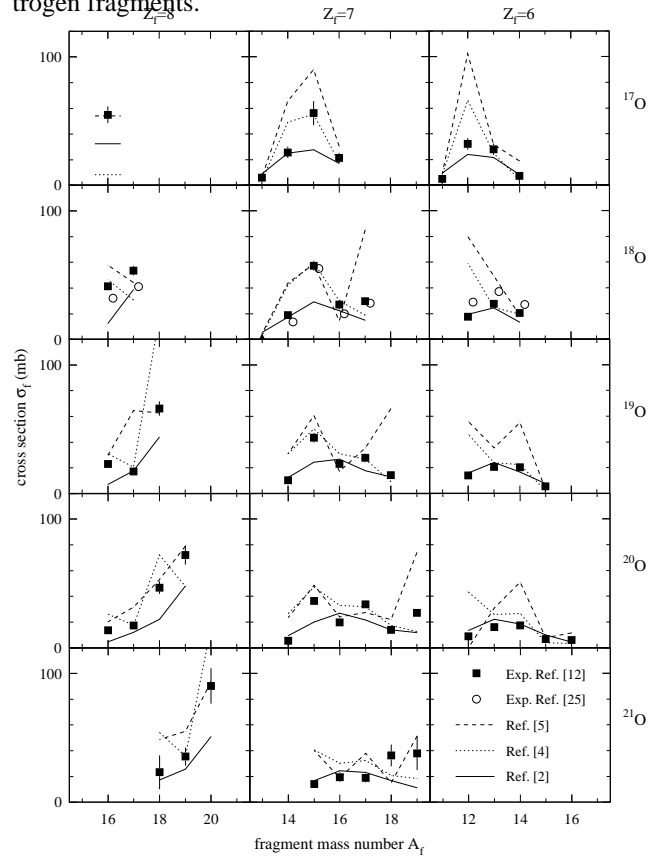 trogen fragments.
Z_f=8 Z_f=7 Z_f=6
100
0
¹⁷O
100
0
¹⁸O
100
0
¹⁹O
100
0
²⁰O
100
0
²¹O
cross section σ_f (mb)
Exp. Ref. [12]
Exp. Ref. [25]
Ref. [5]
Ref. [4]
Ref. [2]
16 18 20 14 16 18 12 14 16
fragment mass number A_f